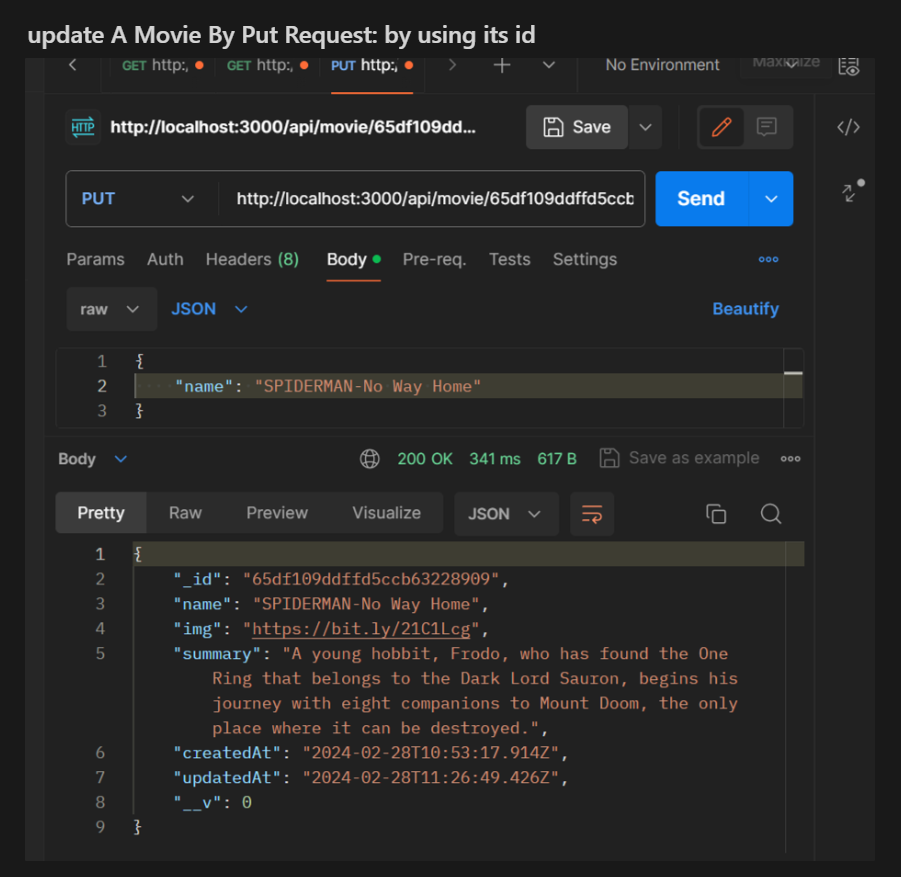 update A Movie By Put Request: by using its id
GET http:, GET http:, PUT http:, No Environment Maximize
HTTP http://localhost:3000/api/movie/65df109dd... Save
PUT http://localhost:3000/api/movie/65df109ddffd5ccb Send
Params Auth Headers (8) Body Pre-req. Tests Settings
raw JSON Beautify
1 {
2 "name": "SPIDERMAN-No Way Home"
3 }
Body 200 OK 341 ms 617 B Save as example
Pretty Raw Preview Visualize JSON
1 {
2 "_id": "65df109ddffd5ccb63228909",
3 "name": "SPIDERMAN-No Way Home",
4 "img": "https://bit.ly/21C1Lcg",
5 "summary": "A young hobbit, Frodo, who has found the One
Ring that belongs to the Dark Lord Sauron, begins his
journey with eight companions to Mount Doom, the only
place where it can be destroyed.",
6 "createdAt": "2024-02-28T10:53:17.914Z",
7 "updatedAt": "2024-02-28T11:26:49.426Z",
8 "__v": 0
9 }